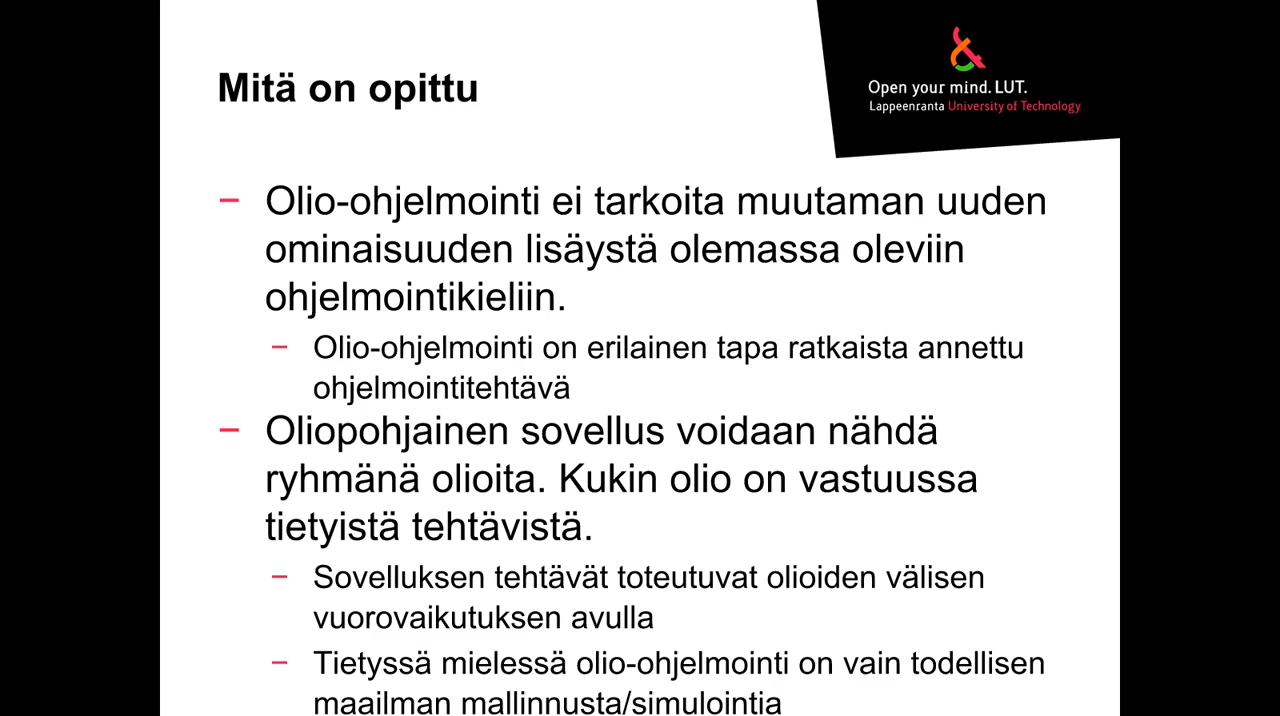 Mitä on opittu
Open your mind. LUT.
Lappeenranta University of Technology
– Olio-ohjelmointi ei tarkoita muutaman uuden
ominaisuuden lisäystä olemassa oleviin
ohjelmointikieliin.
– Olio-ohjelmointi on erilainen tapa ratkaista annettu
ohjelmointitehtävä
– Oliopohjainen sovellus voidaan nähdä
ryhmänä olioita. Kukin olio on vastuussa
tietyistä tehtävistä.
– Sovelluksen tehtävät toteutuvat olioiden välisen
vuorovaikutuksen avulla
– Tietyssä mielessä olio-ohjelmointi on vain todellisen
maailman mallinnusta/simulointia